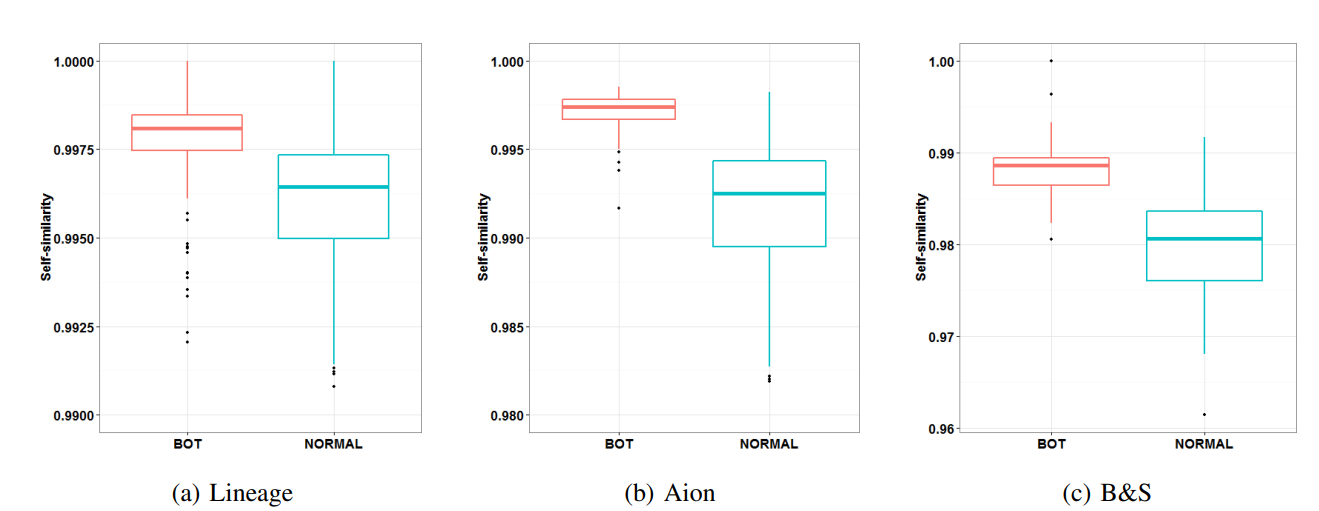 Self-similarity
1.0000
0.9975
0.9950
0.9925
0.9900
BOT NORMAL
(a) Lineage
Self-similarity
1.000
0.995
0.990
0.985
0.980
BOT NORMAL
(b) Aion
Self-similarity
1.00
0.99
0.98
0.97
0.96
BOT NORMAL
(c) B&S